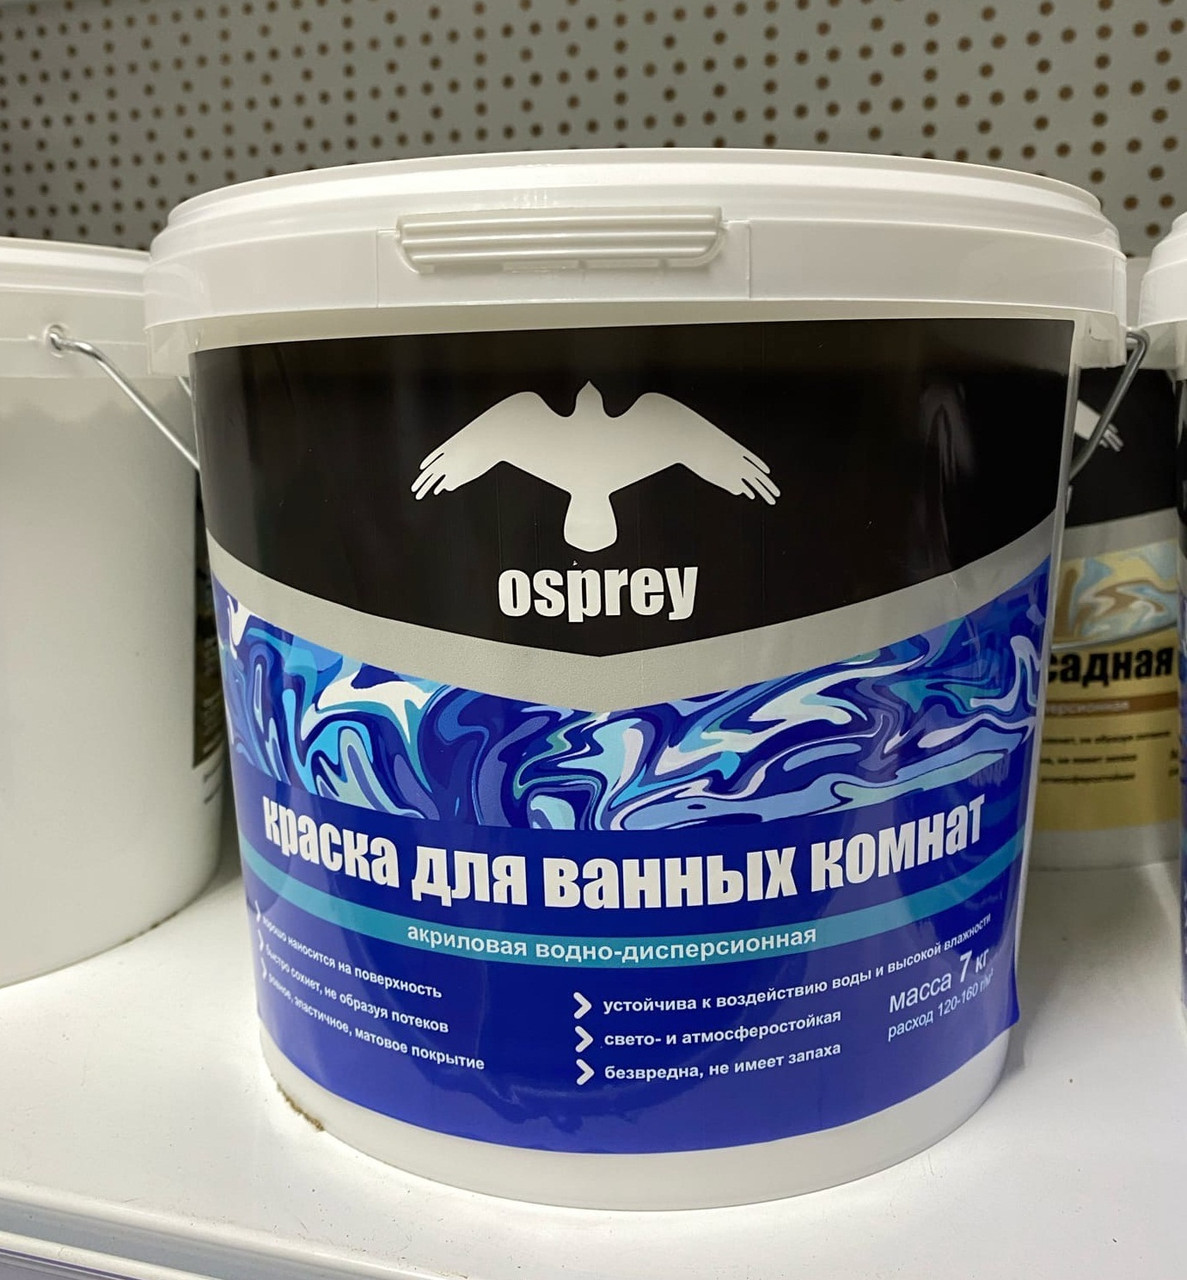 osprey
краска для ванных комнат
акриловая водно-дисперсионная
хорошо наносится на поверхность
быстро сохнет, не образуя потеков
ровное, эластичное, матовое покрытие
устойчива к воздействию воды и высокой влажности
свето- и атмосферостойкая
безвредна, не имеет запаха
масса 7 кг
расход 120-160 г/м²
садная